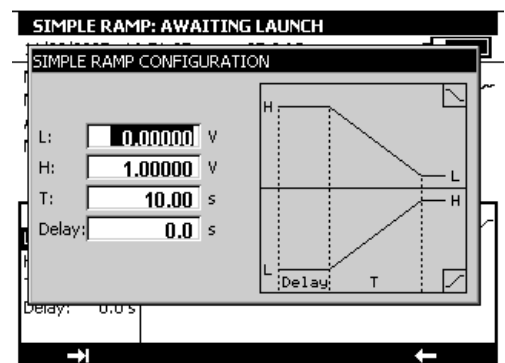 SIMPLE RAMP: AWAITING LAUNCH
SIMPLE RAMP CONFIGURATION
L: 0.00000 V
H: 1.00000 V
T: 10.00 s
Delay: 0.0 s
H
L
H
L
Delay T
Delay: 0.0 s